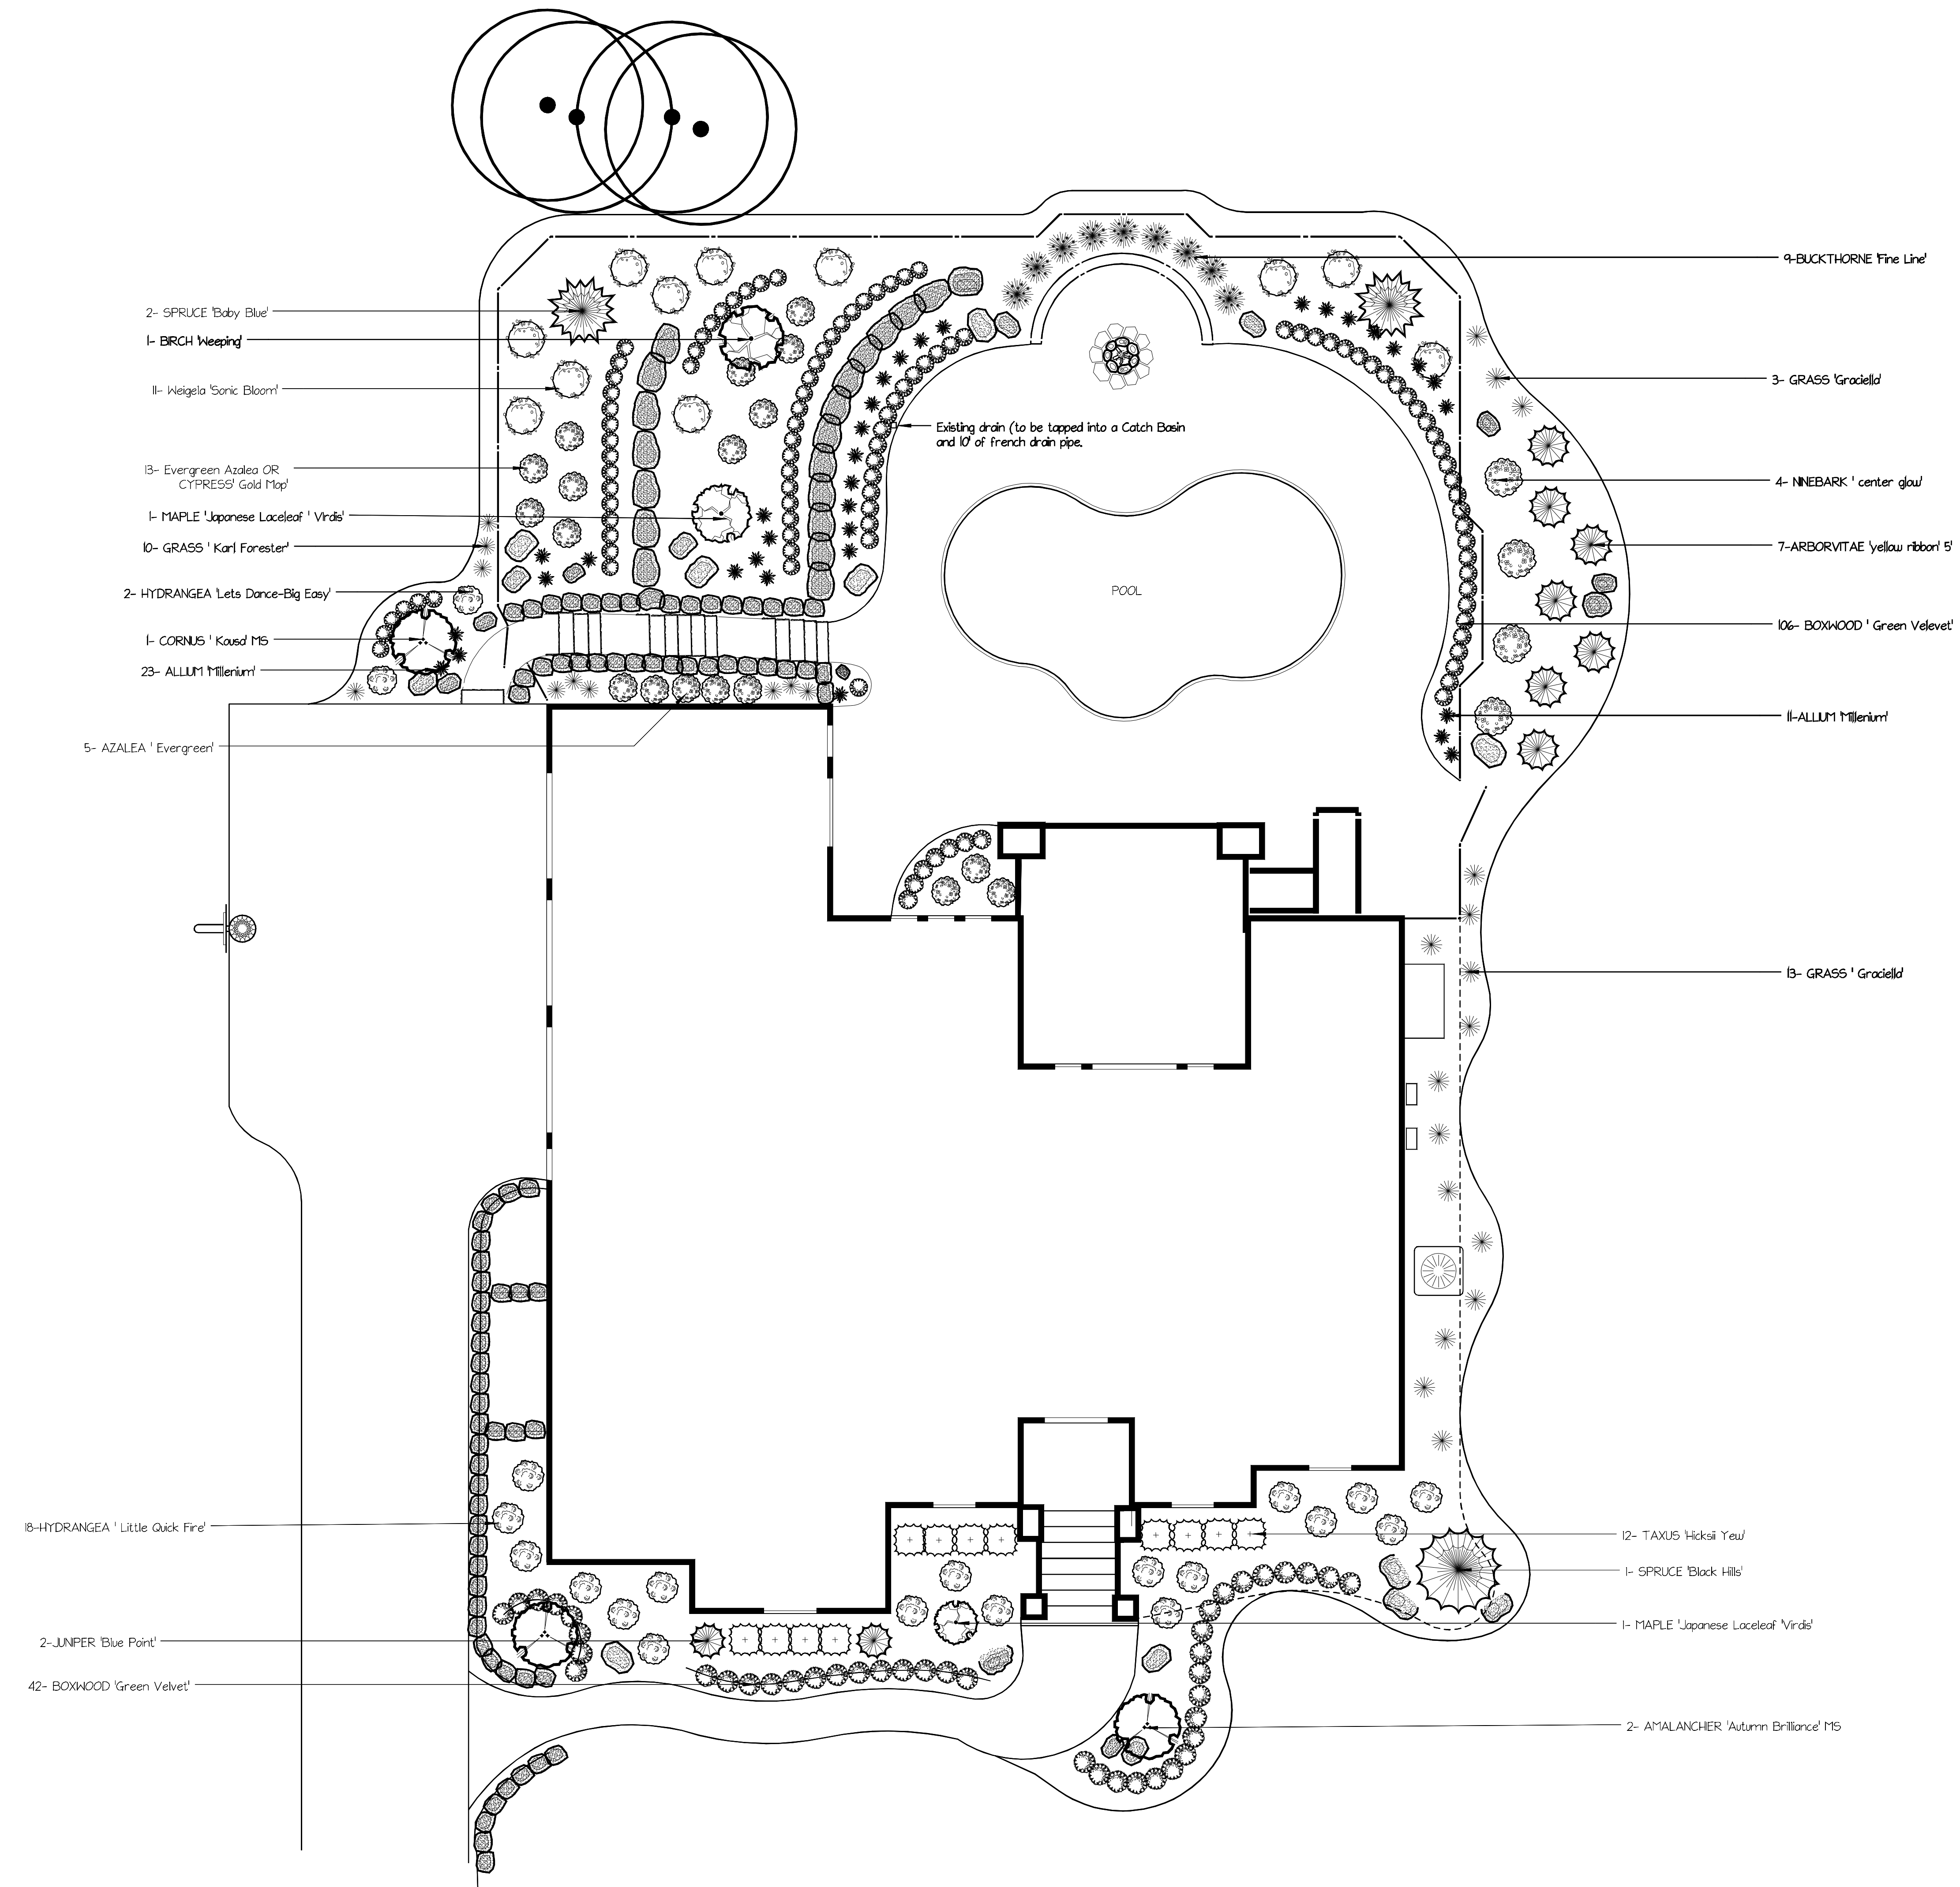 9-BUCKTHORNE 'Fine Line'
2- SPRUCE 'Baby Blue'
1- BIRCH 'Weeping'
11- Weigela 'Sonic Bloom'
3- GRASS 'Graciella'
Existing drain (to be tapped into a Catch Basin
and 10' of french drain pipe.
13- Evergreen Azalea OR
CYPRESS' Gold Mop'
4- NINEBARK ' center glow'
1- MAPLE 'Japanese Laceleaf ' Virdis'
10- GRASS ' Karl Forester'
7-ARBORVITAE 'yellow ribbon' 5'
2- HYDRANGEA 'Lets Dance-Big Easy'
POOL
106- BOXWOOD ' Green Velevet'
1- CORNUS ' Kousa' MS
23- ALLIUM 'Millenium'
11-ALLIUM 'Millenium'
5- AZALEA ' Evergreen'
13- GRASS ' Graciella'
18-HYDRANGEA ' Little Quick Fire'
12- TAXUS 'Hicksii Yew'
1- SPRUCE 'Black Hills'
1- MAPLE 'Japanese Laceleaf 'Virdis'
2-JUNIPER 'Blue Point'
42- BOXWOOD 'Green Velvet'
2- AMALANCHIER 'Autumn Brilliance' MS